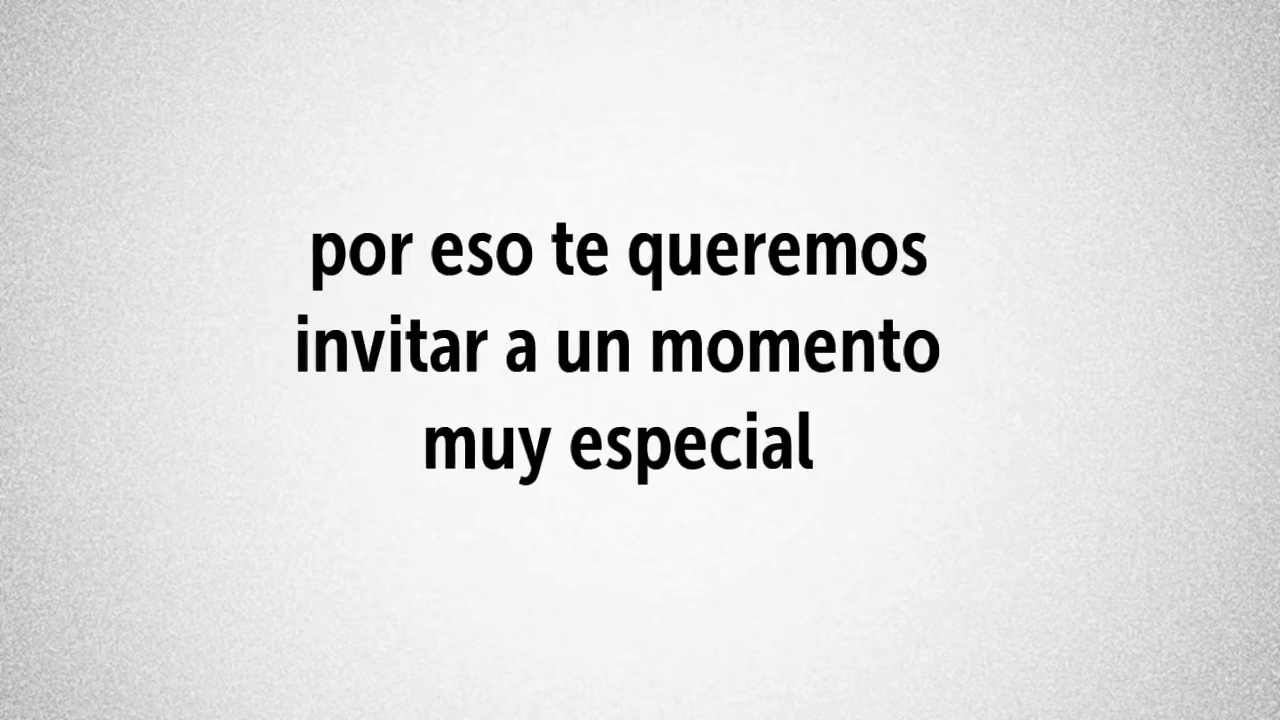 por eso te queremos
invitar a un momento
muy especial